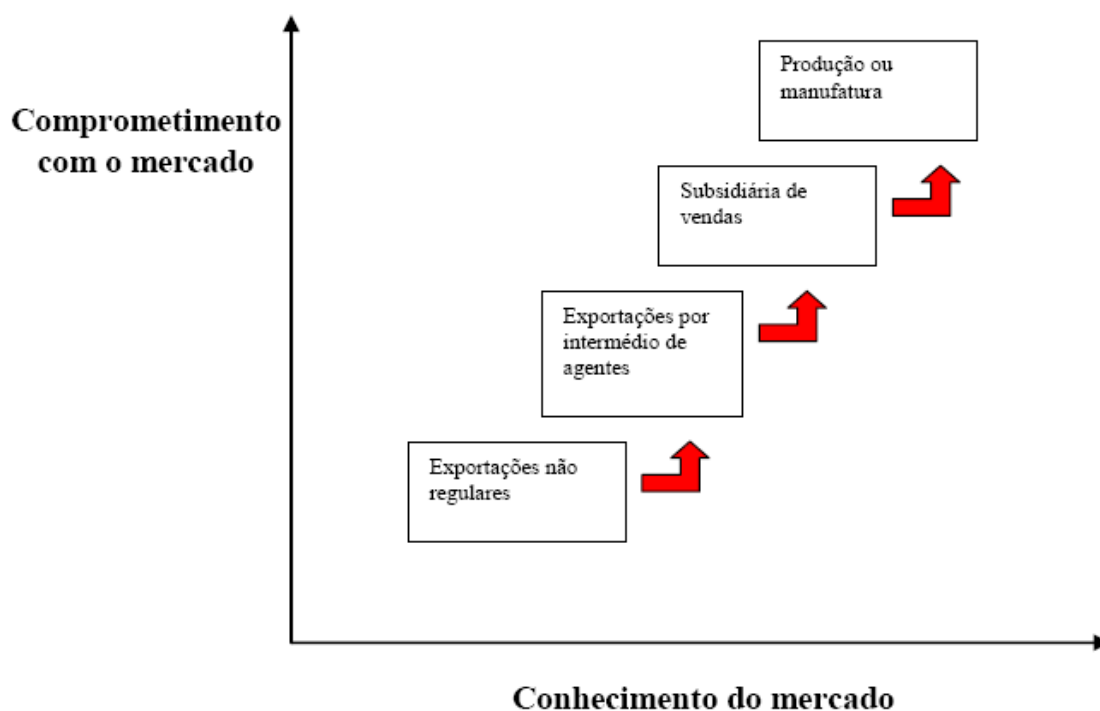 Produção ou
manufatura
Comprometimento
com o mercado
Subsidiária de
vendas
Exportações por
intermédio de
agentes
Exportações não
regulares
Conhecimento do mercado